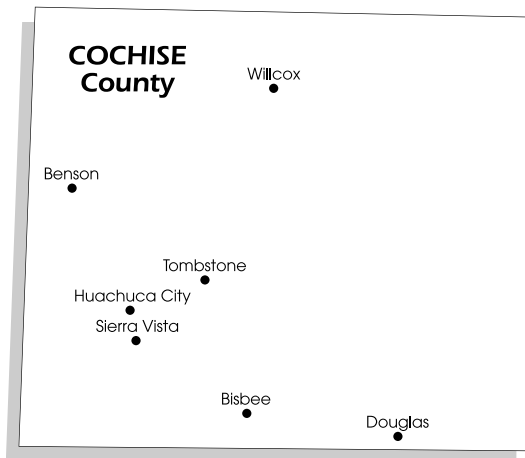 COCHISE
County
Willcox
Benson
Tombstone
Huachuca City
Sierra Vista
Bisbee
Douglas